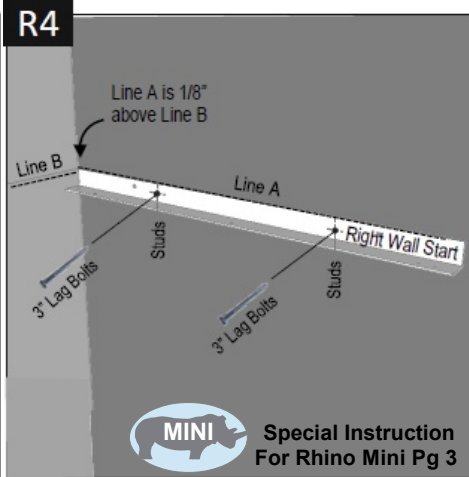 R4
Line A is 1/8"
above Line B
Line B
Line A
Studs
Studs
Right Wall Start
3" Lag Bolts
3" Lag Bolts
MINI
Special Instruction
For Rhino Mini Pg 3